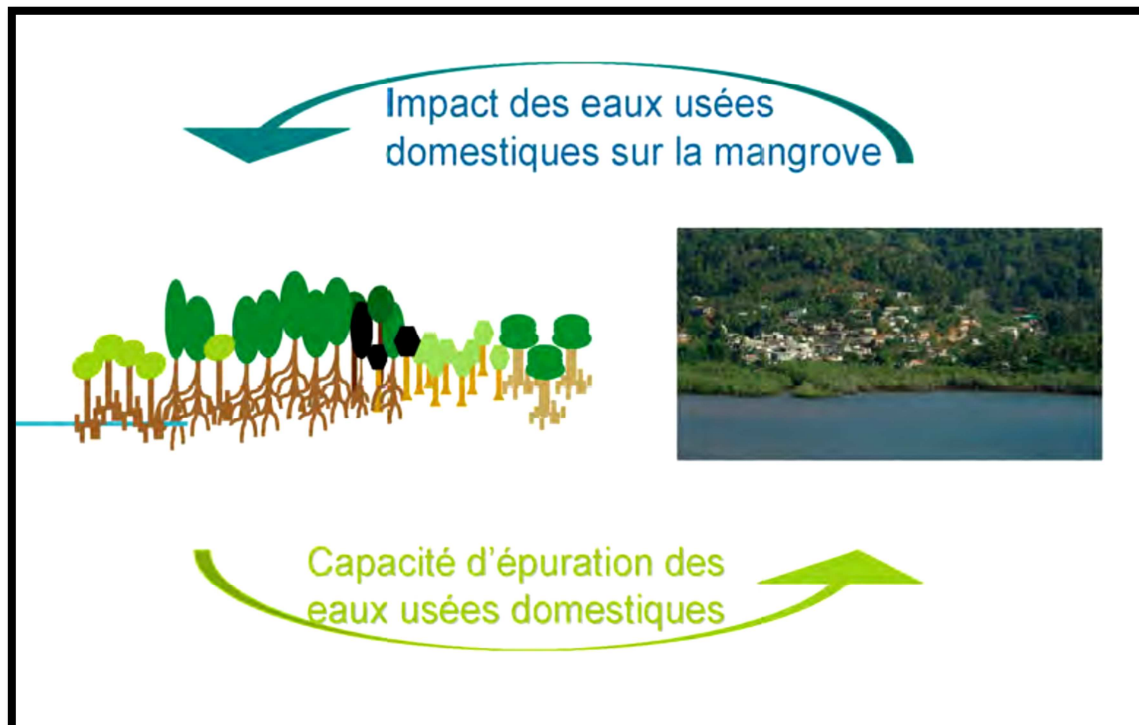 Impact des eaux usées
domestiques sur la mangrove
Capacité d'épuration des
eaux usées domestiques